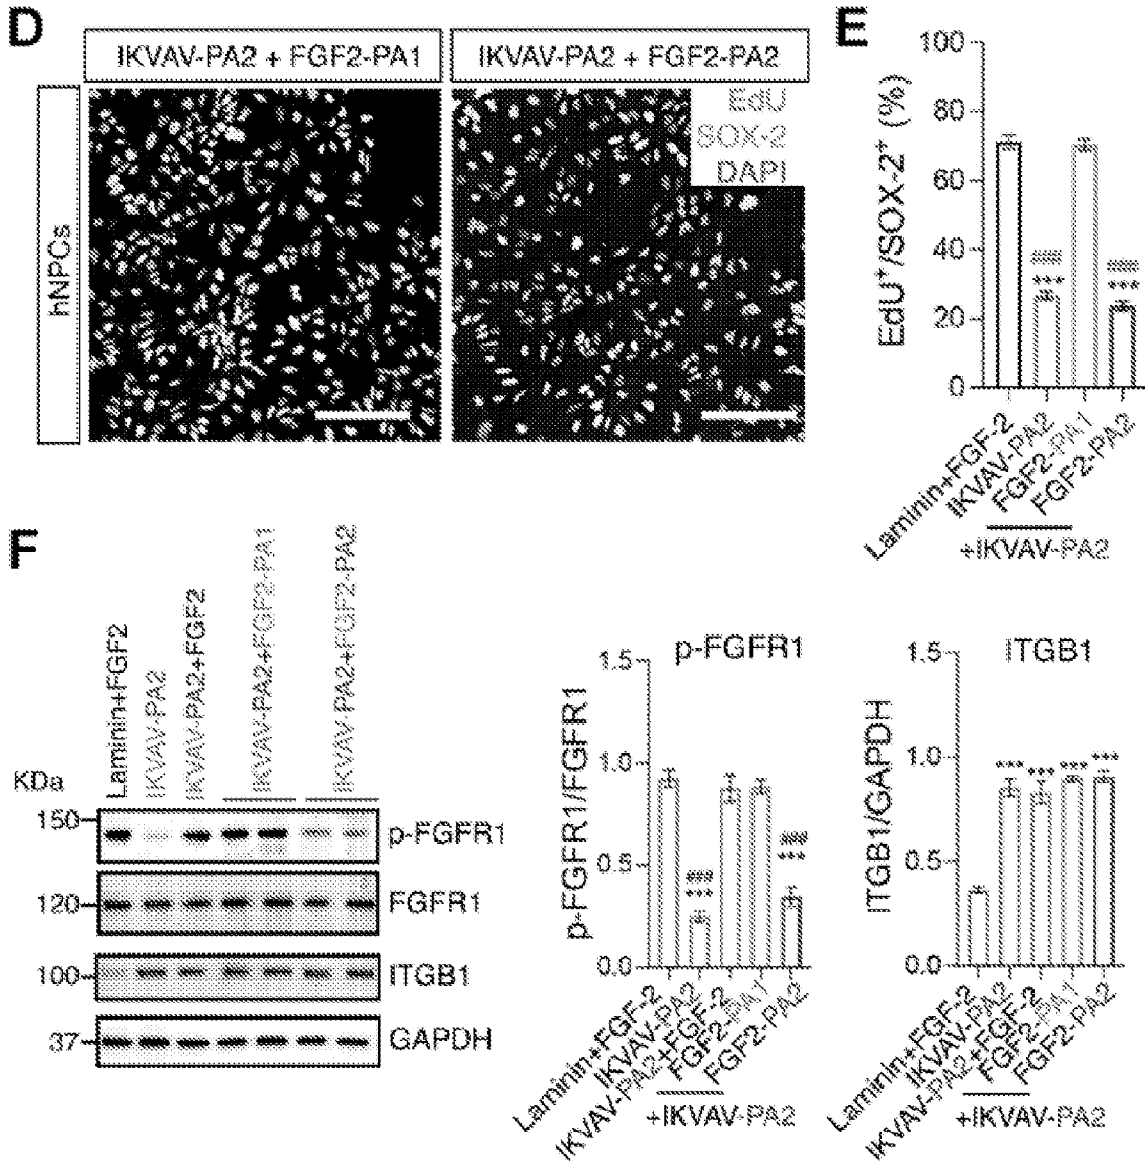 D
IKVAV-PA2 + FGF2-PA1
IKVAV-PA2 + FGF2-PA2
hNPCs
EdU
SOX-2
DAPI
E
EdU⁺/SOX-2⁺ (%)
100
80
60
40
20
0
###
***
###
***
Laminin+FGF-2
IKVAV-PA2
FGF2-PA1
FGF2-PA2
+IKVAV-PA2
F
Laminin+FGF2
IKVAV-PA2
IKVAV-PA2+FGF2
IKVAV-PA2+FGF2-PA1
IKVAV-PA2+FGF2-PA2
KDa
150
p-FGFR1
120
FGFR1
100
ITGB1
37
GAPDH
p-FGFR1
p-FGFR1/FGFR1
1.5
1.0
0.5
0.0
###
***
###
***
Laminin+FGF-2
IKVAV-PA2
IKVAV-PA2+FGF-2
FGF2-PA1
FGF2-PA2
+IKVAV-PA2
ITGB1
ITGB1/GAPDH
1.5
1.0
0.5
0.0
***
***
***
***
Laminin+FGF-2
IKVAV-PA2
IKVAV-PA2+FGF-2
FGF2-PA1
FGF2-PA2
+IKVAV-PA2